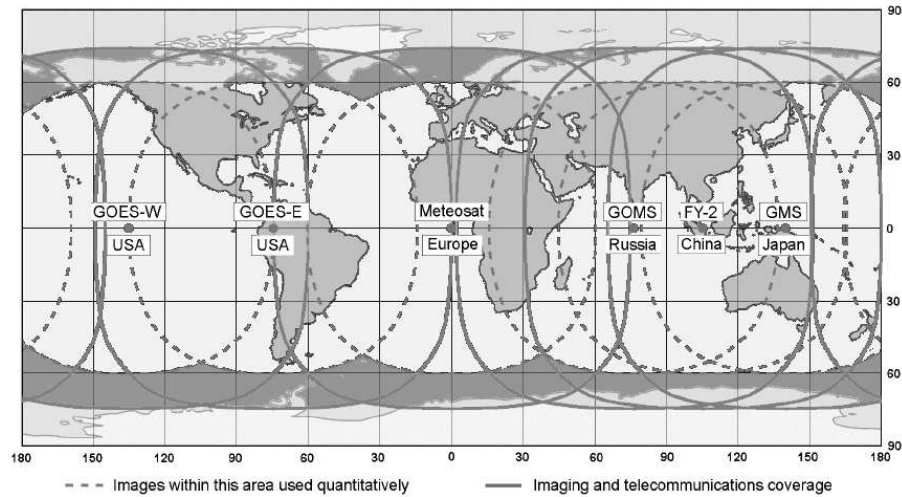 90
60
30
GOES-W GOES-E Meteosat GOMS FY-2 GMS
0
USA USA Europe Russia China Japan
30
60
90
180 150 120 90 60 30 0 30 60 90 120 150 180
Images within this area used quantitatively Imaging and telecommunications coverage